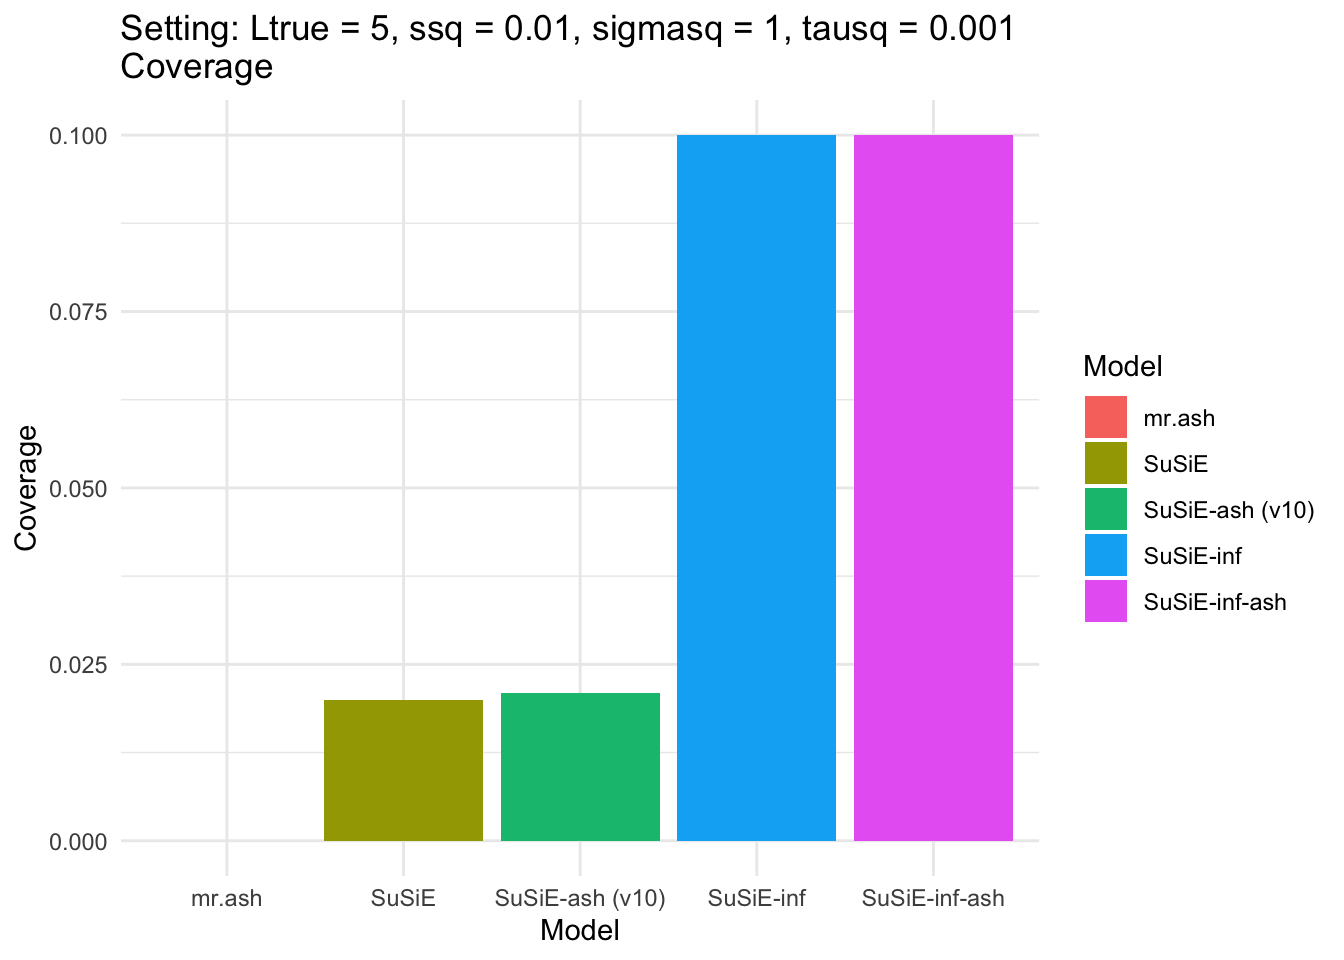 Setting: Ltrue = 5, ssq = 0.01, sigmasq = 1, tausq = 0.001
Coverage
0.100
0.075
0.050
0.025
0.000
Coverage
mr.ash
SuSiE
SuSiE-ash (v10)
SuSiE-inf
SuSiE-inf-ash
Model
Model
mr.ash
SuSiE
SuSiE-ash (v10)
SuSiE-inf
SuSiE-inf-ash